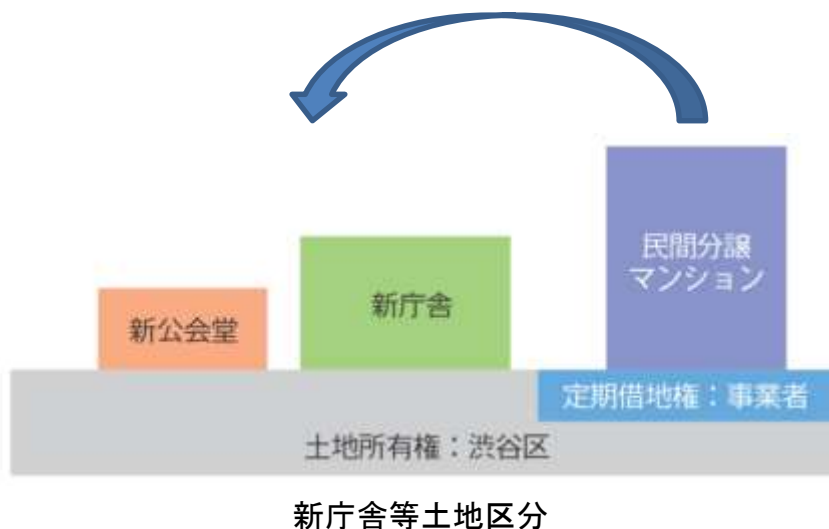 新公会堂
新庁舎
民間分譲
マンション
定期借地権：事業者
土地所有権：渋谷区
新庁舎等土地区分